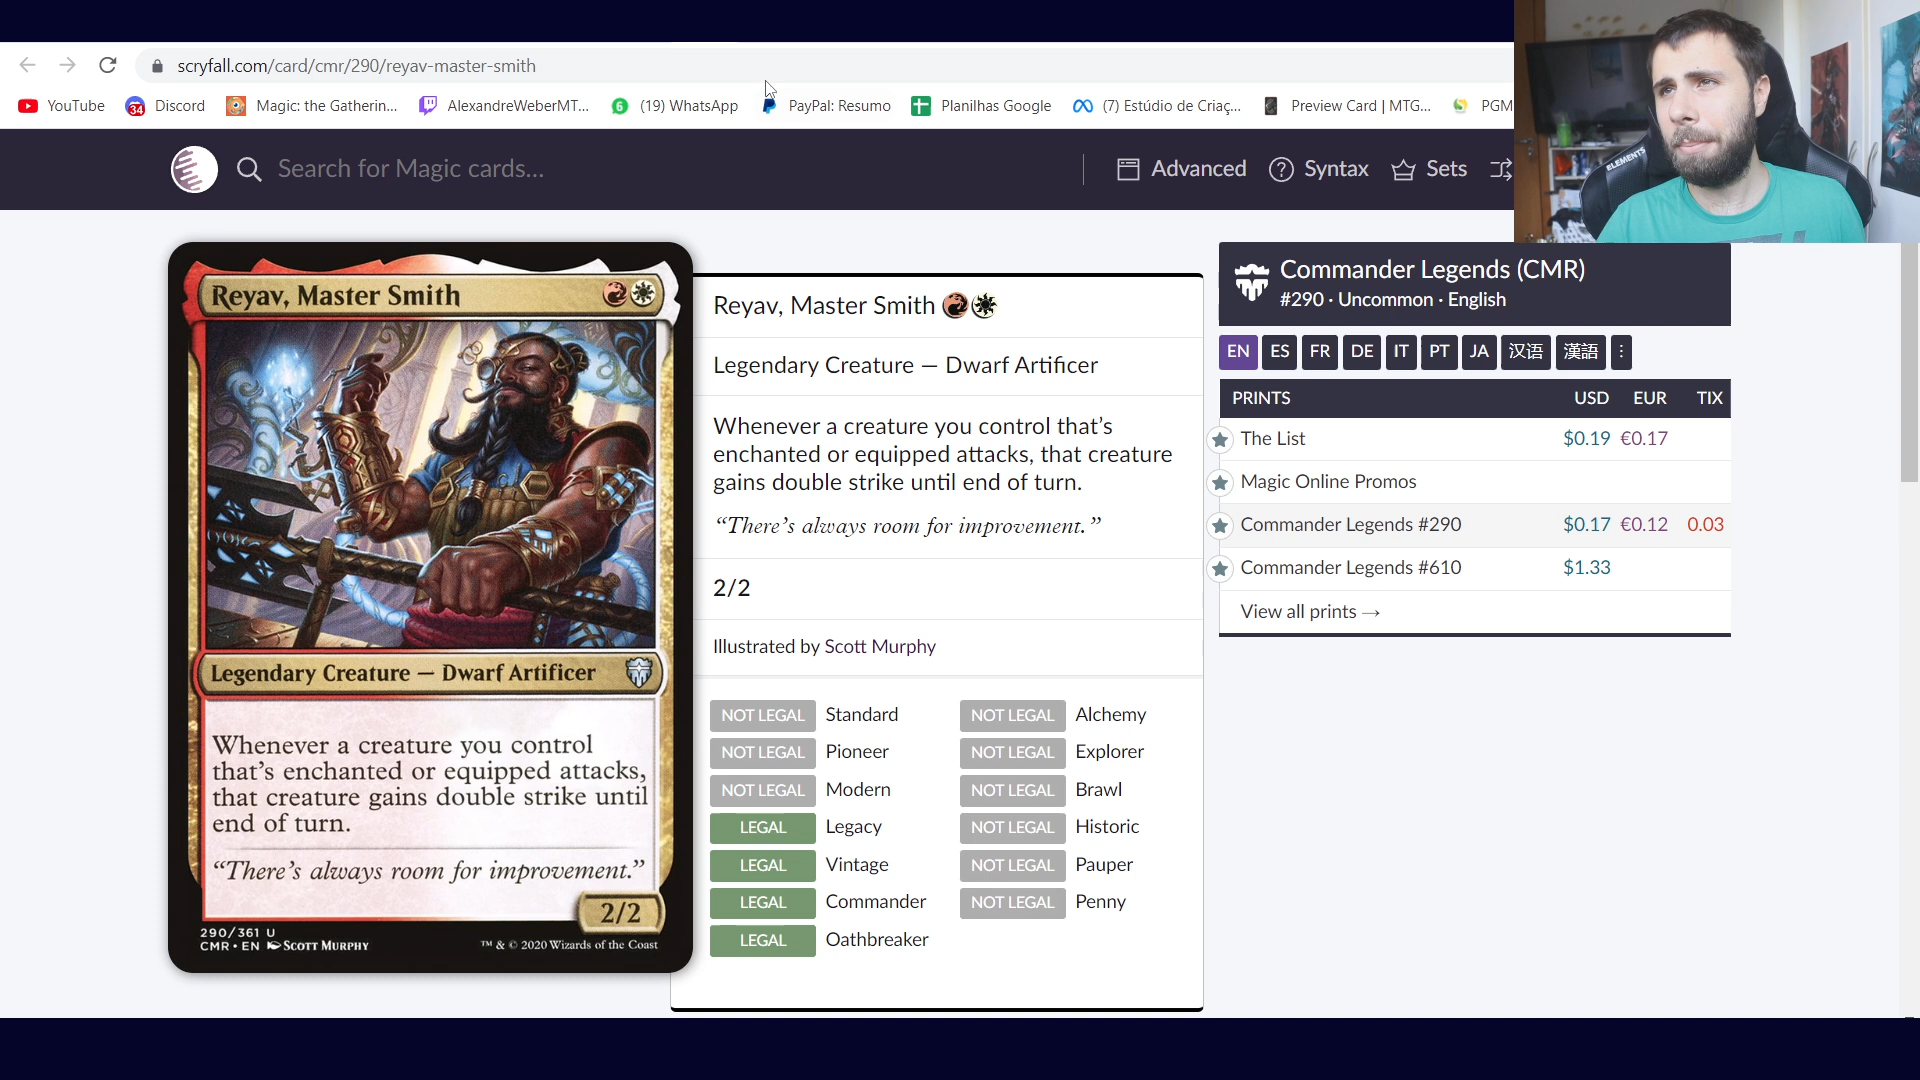 scryfall.com/card/cmr/290/reyav-master-smith
YouTube
34
Discord
Magic: the Gatherin...
AlexandreWeberMT...
6
(19) WhatsApp
PayPal: Resumo
Planilhas Google
(7) Estúdio de Criaç...
Preview Card | MTG...
PGM
Search for Magic cards...
Advanced
Syntax
Sets
ELEMENTS
Reyav, Master Smith
Legendary Creature — Dwarf Artificer
Whenever a creature you control
that's enchanted or equipped attacks,
that creature gains double strike until
end of turn.
“There's always room for improvement.”
2/2
290/361 U
CMR • EN SCOTT MURPHY
™ & © 2020 Wizards of the Coast
Reyav, Master Smith
Legendary Creature — Dwarf Artificer
Whenever a creature you control that’s
enchanted or equipped attacks, that creature
gains double strike until end of turn.
“There’s always room for improvement.”
2/2
Illustrated by Scott Murphy
NOT LEGAL Standard NOT LEGAL Alchemy
NOT LEGAL Pioneer NOT LEGAL Explorer
NOT LEGAL Modern NOT LEGAL Brawl
LEGAL Legacy NOT LEGAL Historic
LEGAL Vintage NOT LEGAL Pauper
LEGAL Commander NOT LEGAL Penny
LEGAL Oathbreaker
Commander Legends (CMR)
#290 · Uncommon · English
EN ES FR DE IT PT JA 汉语 漢語
PRINTS USD EUR TIX
The List $0.19 €0.17
Magic Online Promos
Commander Legends #290 $0.17 €0.12 0.03
Commander Legends #610 $1.33
View all prints →